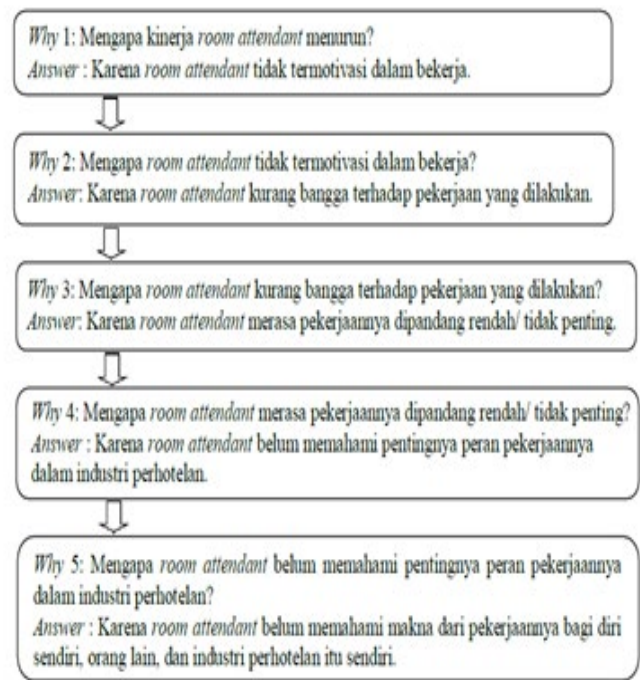 Why 1: Mengapa kinerja room attendant menurun?
Answer : Karena room attendant tidak termotivasi dalam bekerja.
Why 2: Mengapa room attendant tidak termotivasi dalam bekerja?
Answer: Karena room attendant kurang bangga terhadap pekerjaan yang dilakukan.
Why 3: Mengapa room attendant kurang bangga terhadap pekerjaan yang dilakukan?
Answer: Karena room attendant merasa pekerjaannya dipandang rendah/ tidak penting.
Why 4: Mengapa room attendant merasa pekerjaannya dipandang rendah/ tidak penting?
Answer : Karena room attendant belum memahami pentingnya peran pekerjaannya
dalam industri perhotelan.
Why 5: Mengapa room attendant belum memahami pentingnya peran pekerjaannya
dalam industri perhotelan?
Answer : Karena room attendant belum memahami makna dari pekerjaannya bagi diri
sendiri, orang lain, dan industri perhotelan itu sendiri.